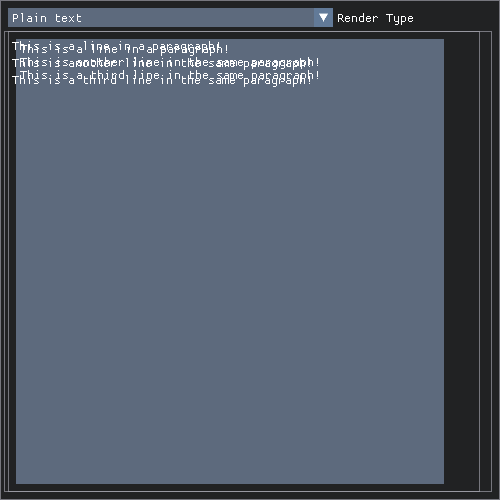 Plain text
Render Type
This is a line in a paragraph!
This is a line in a paragraph!
This is another line in the same paragraph!
This is another line in the same paragraph!
This is a third line in the same paragraph!
This is a third line in the same paragraph!